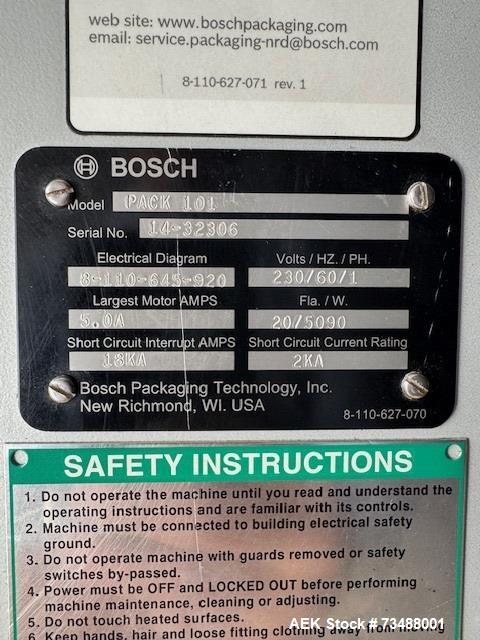 web site: www.boschpackaging.com
email: service.packaging-nrd@bosch.com
8-110-627-071 rev. 1
BOSCH
Model PACK 101
Serial No. 14-32306
Electrical Diagram Volts / HZ. / PH.
8-110-645-920 230/60/1
Largest Motor AMPS Fla. / W.
5.0A 20/5090
Short Circuit Interrupt AMPS Short Circuit Current Rating
18KA 2KA
Bosch Packaging Technology, Inc.
New Richmond, WI. USA
8-110-627-070
SAFETY INSTRUCTIONS
1. Do not operate the machine until you read and understand the
operating instructions and are familiar with its controls.
2. Machine must be connected to building electrical safety
ground.
3. Do not operate machine with guards removed or safety
switches by-passed.
4. Power must be OFF and LOCKED OUT before performing
machine maintenance, cleaning or adjusting.
5. Do not touch heated surfaces.
6. Keep hands, hair and loose fitting clothing away from moving
AEK Stock # 73488001